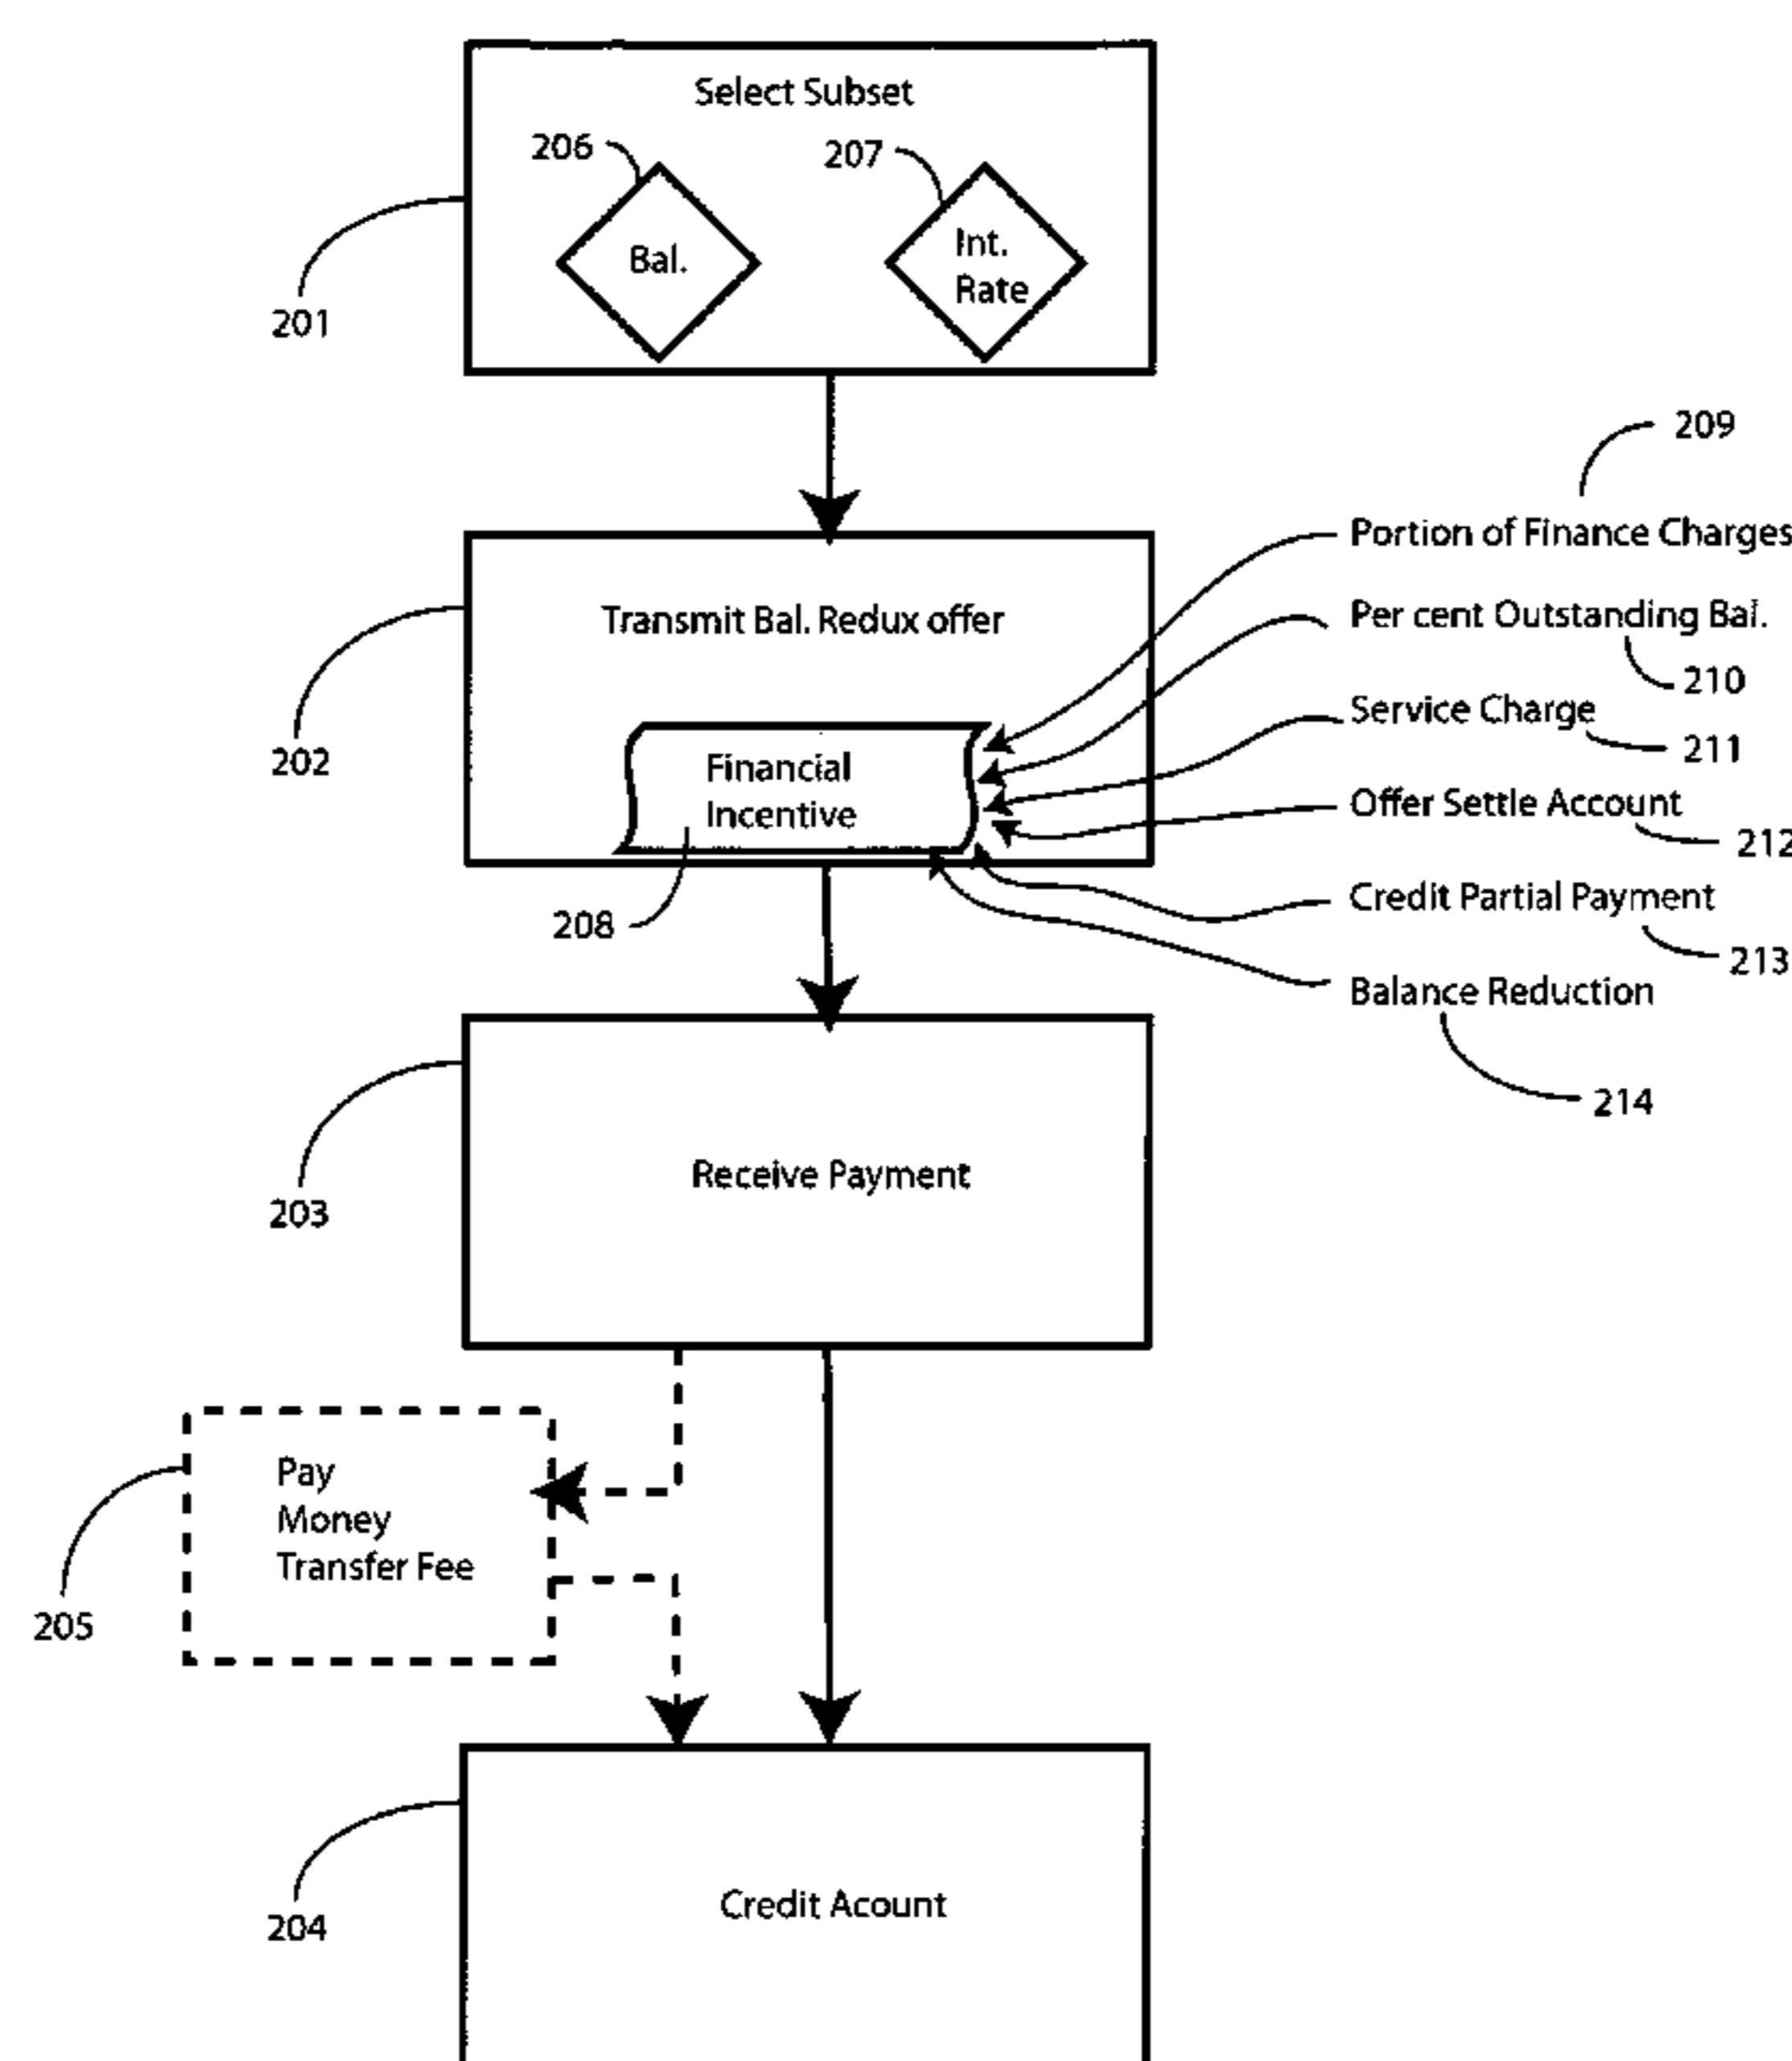 Select Subset
206
207
Bal.
Int.
Rate
201
209
Portion of Finance Charges
Transmit Bal. Redux offer
Per cent Outstanding Bal.
210
Service Charge
211
202
Financial
Incentive
Offer Settle Account
212
208
Credit Partial Payment
213
Balance Reduction
214
Receive Payment
203
Pay
Money
Transfer Fee
205
Credit Acount
204